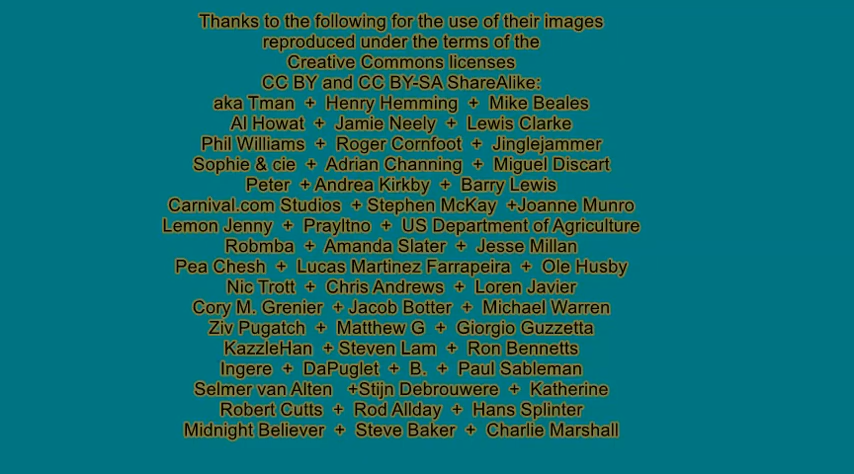 Thanks to the following for the use of their images
reproduced under the terms of the
Creative Commons licenses
CC BY and CC BY-SA ShareAlike:
aka Tman + Henry Hemming + Mike Beales
Al Howat + Jamie Neely + Lewis Clarke
Phil Williams + Roger Cornfoot + Jinglejammer
Sophie & cie + Adrian Channing + Miguel Discart
Peter + Andrea Kirkby + Barry Lewis
Carnival.com Studios + Stephen McKay +Joanne Munro
Lemon Jenny + PrayItno + US Department of Agriculture
Robmba + Amanda Slater + Jesse Millan
Pea Chesh + Lucas Martinez Farrapeira + Ole Husby
Nic Trott + Chris Andrews + Loren Javier
Cory M. Grenier + Jacob Botter + Michael Warren
Ziv Pugatch + Matthew G + Giorgio Guzzetta
KazzleHan + Steven Lam + Ron Bennetts
Ingere + DaPuglet + B. + Paul Sableman
Selmer van Alten +Stijn Debrouwere + Katherine
Robert Cutts + Rod Allday + Hans Splinter
Midnight Believer + Steve Baker + Charlie Marshall